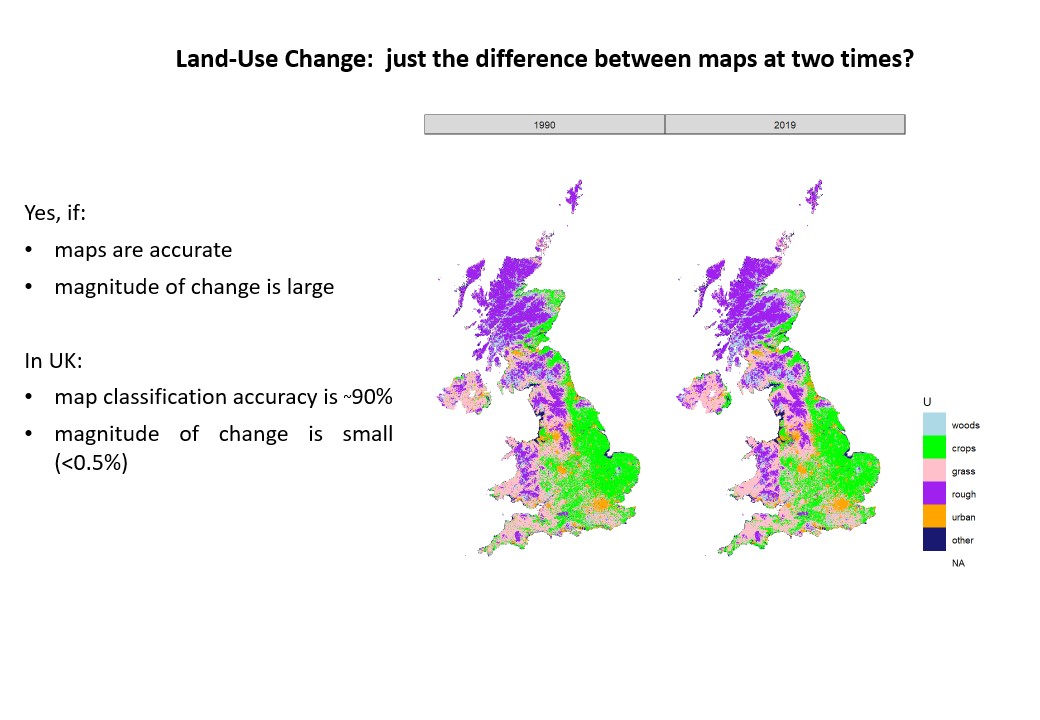 Land-Use Change: just the difference between maps at two times?
1990
2019
Yes, if:
• maps are accurate
• magnitude of change is large
In UK:
• map classification accuracy is ~90%
• magnitude of change is small
(<0.5%)
U
woods
crops
grass
rough
urban
other
NA